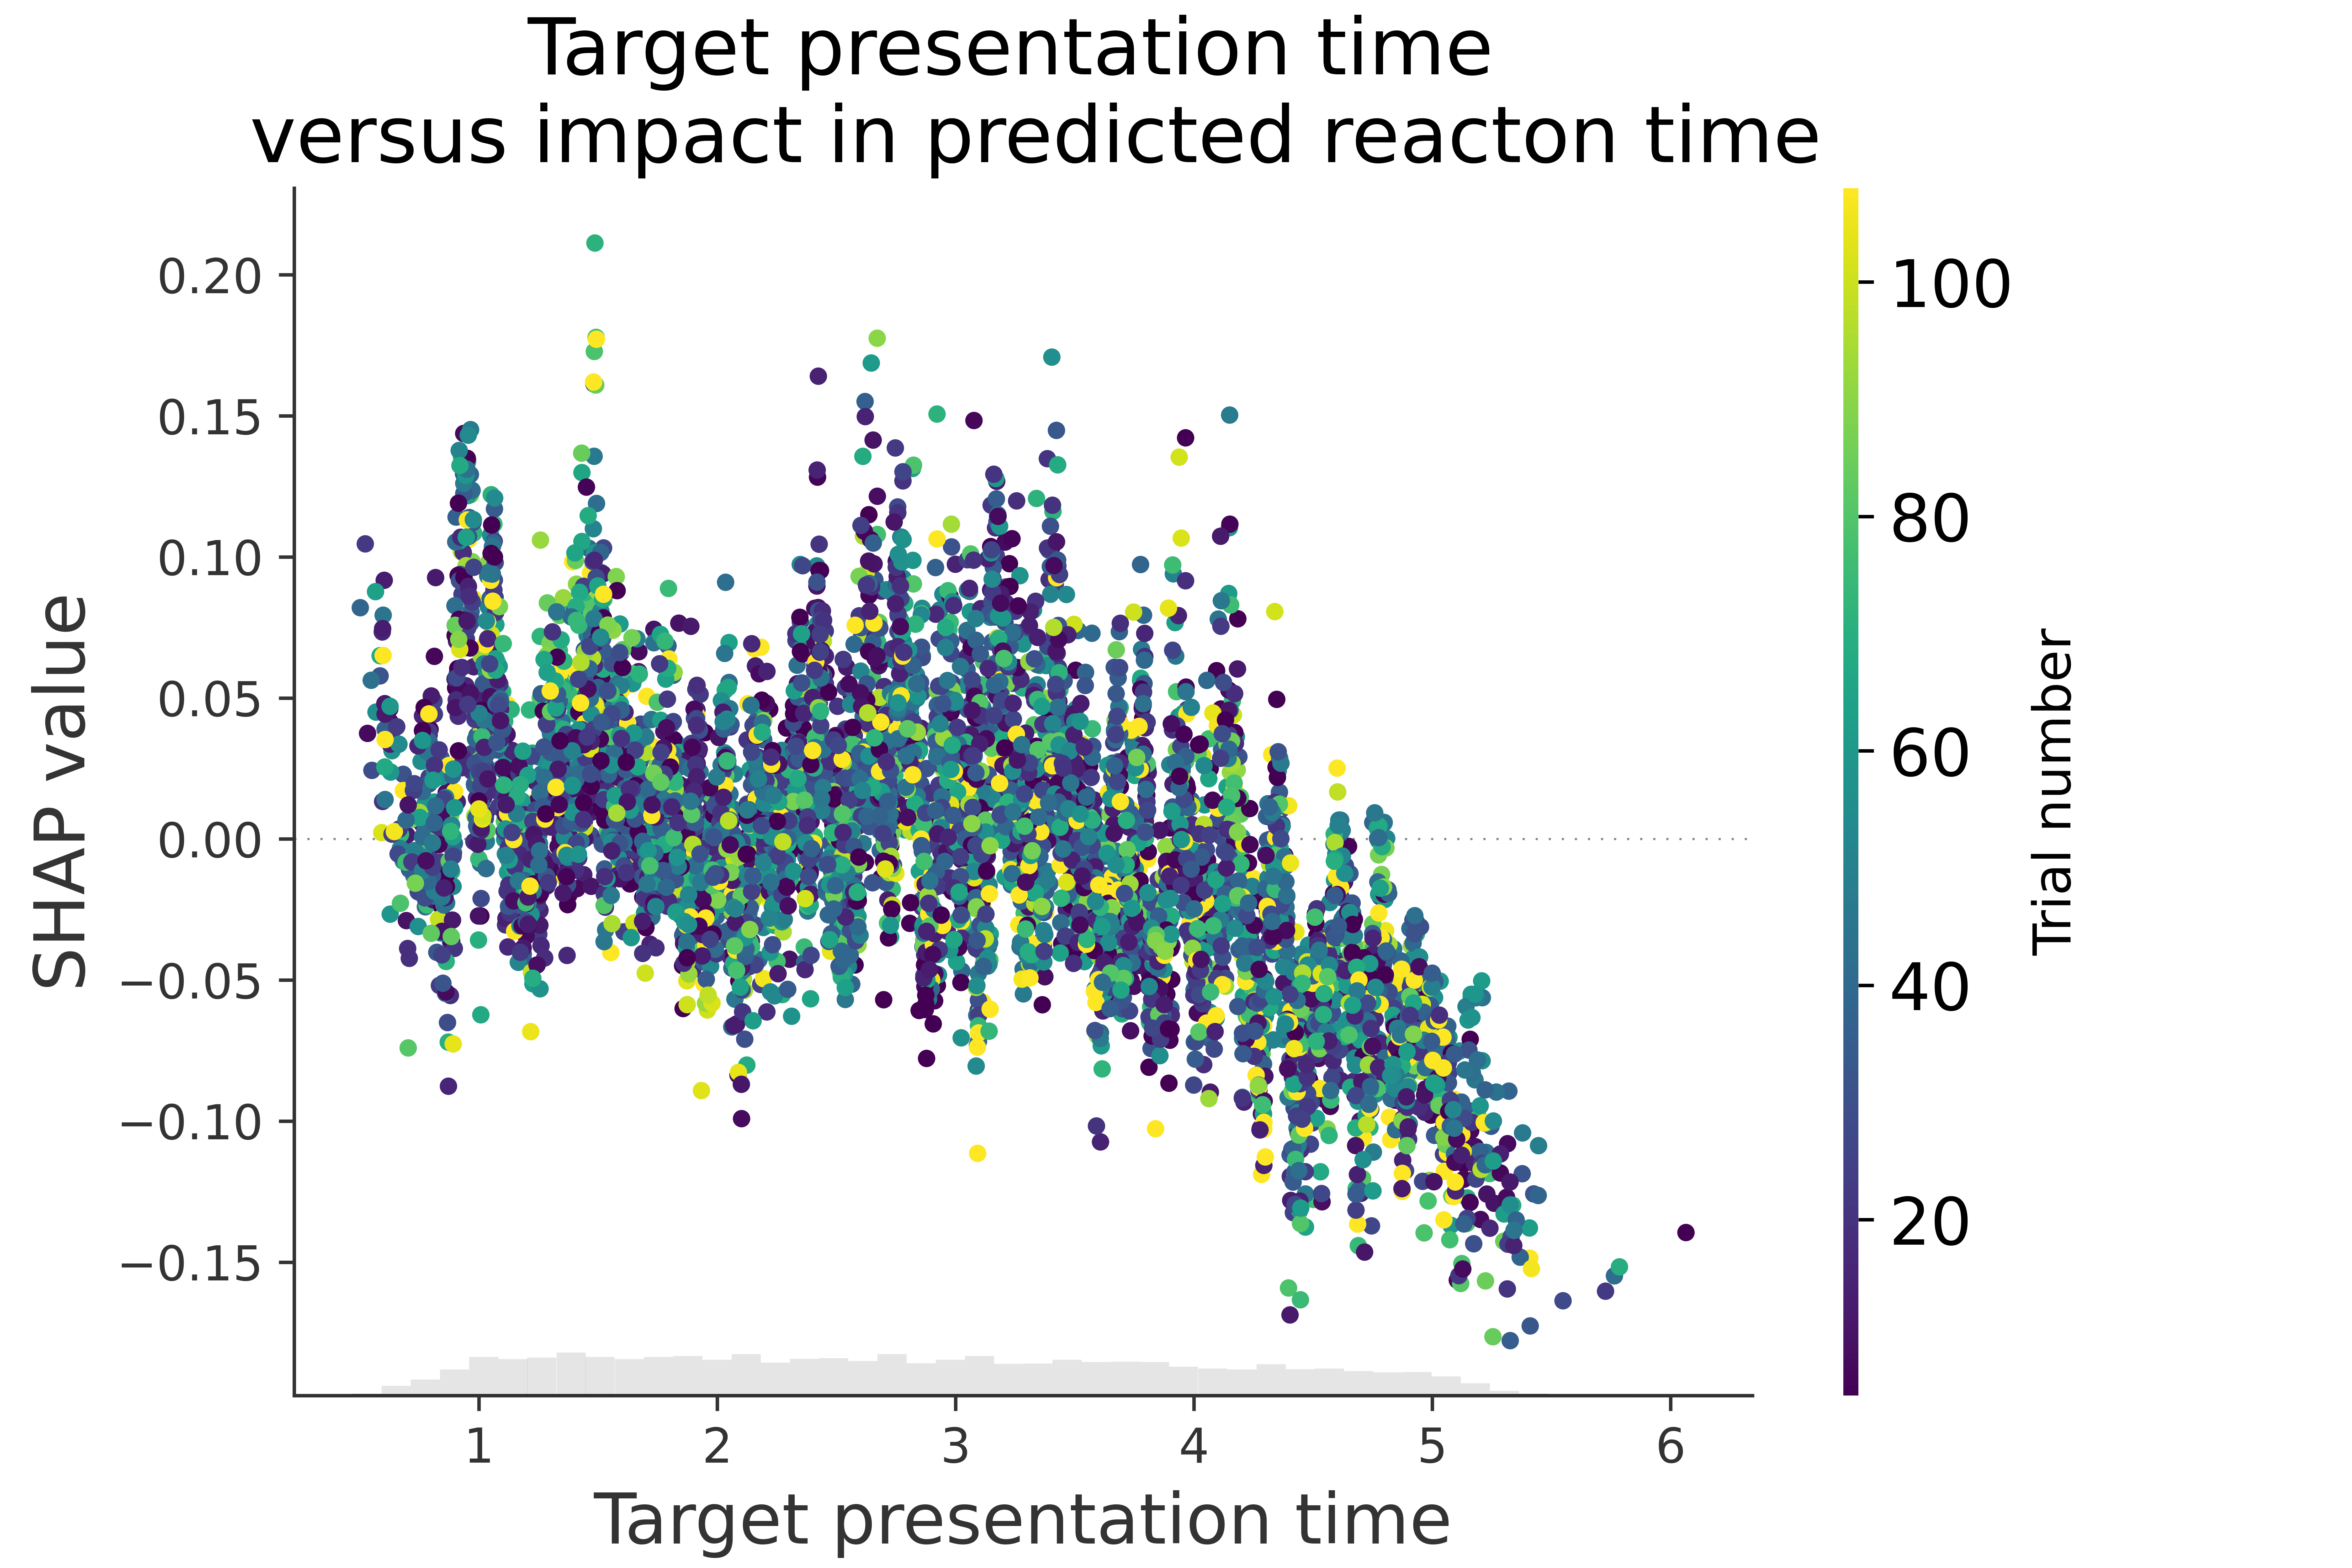 Target presentation time
versus impact in predicted reacton time
SHAP value
0.20
0.15
0.10
0.05
0.00
−0.05
−0.10
−0.15
1 2 3 4 5 6
Target presentation time
100
80
60
40
20
Trial number